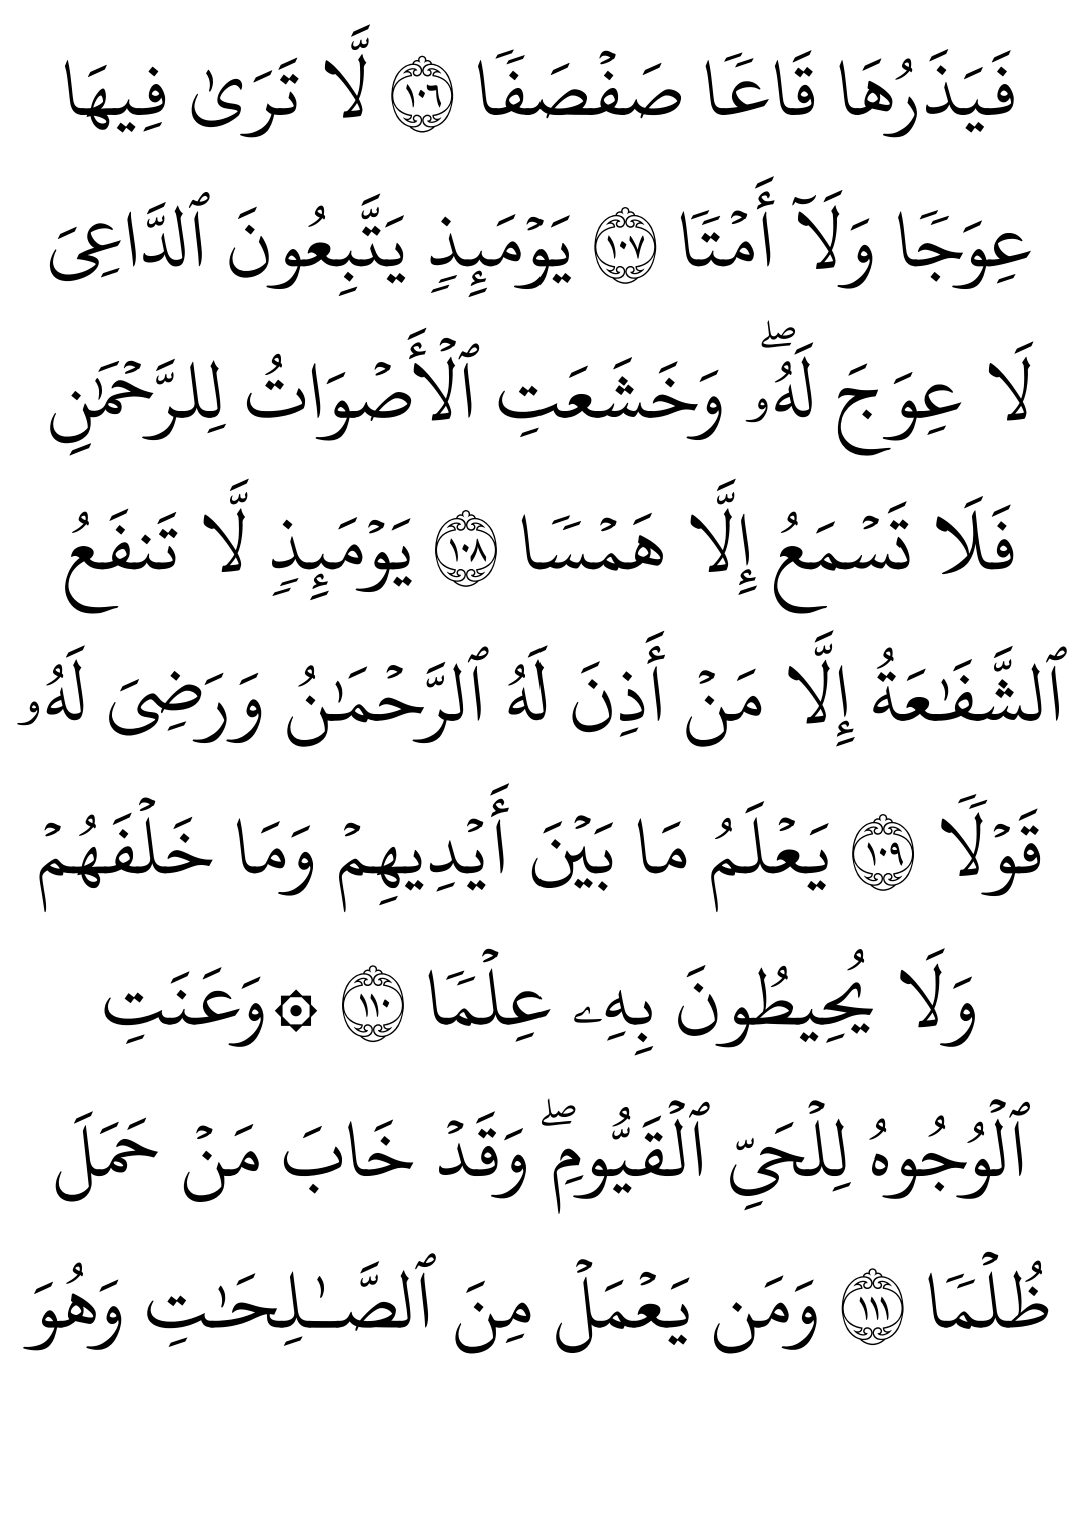 فَيَذَرُهَا قَاعٗا صَفۡصَفٗا ١٠٦ لَّا تَرَىٰ فِيهَا
عِوَجٗا وَلَآ أَمۡتٗا ١٠٧ يَوۡمَئِذٖ يَتَّبِعُونَ ٱلدَّاعِيَ
لَا عِوَجَ لَهُۥۖ وَخَشَعَتِ ٱلۡأَصۡوَاتُ لِلرَّحۡمَٰنِ
فَلَا تَسۡمَعُ إِلَّا هَمۡسٗا ١٠٨ يَوۡمَئِذٖ لَّا تَنفَعُ
ٱلشَّفَٰعَةُ إِلَّا مَنۡ أَذِنَ لَهُ ٱلرَّحۡمَٰنُ وَرَضِيَ لَهُۥ
قَوۡلٗا ١٠٩ يَعۡلَمُ مَا بَيۡنَ أَيۡدِيهِمۡ وَمَا خَلۡفَهُمۡ
وَلَا يُحِيطُونَ بِهِۦ عِلۡمٗا ١١٠ ۞وَعَنَتِ
ٱلۡوُجُوهُ لِلۡحَيِّ ٱلۡقَيُّومِۖ وَقَدۡ خَابَ مَنۡ حَمَلَ
ظُلۡمٗا ١١١ وَمَن يَعۡمَلۡ مِنَ ٱلصَّٰلِحَٰتِ وَهُوَ